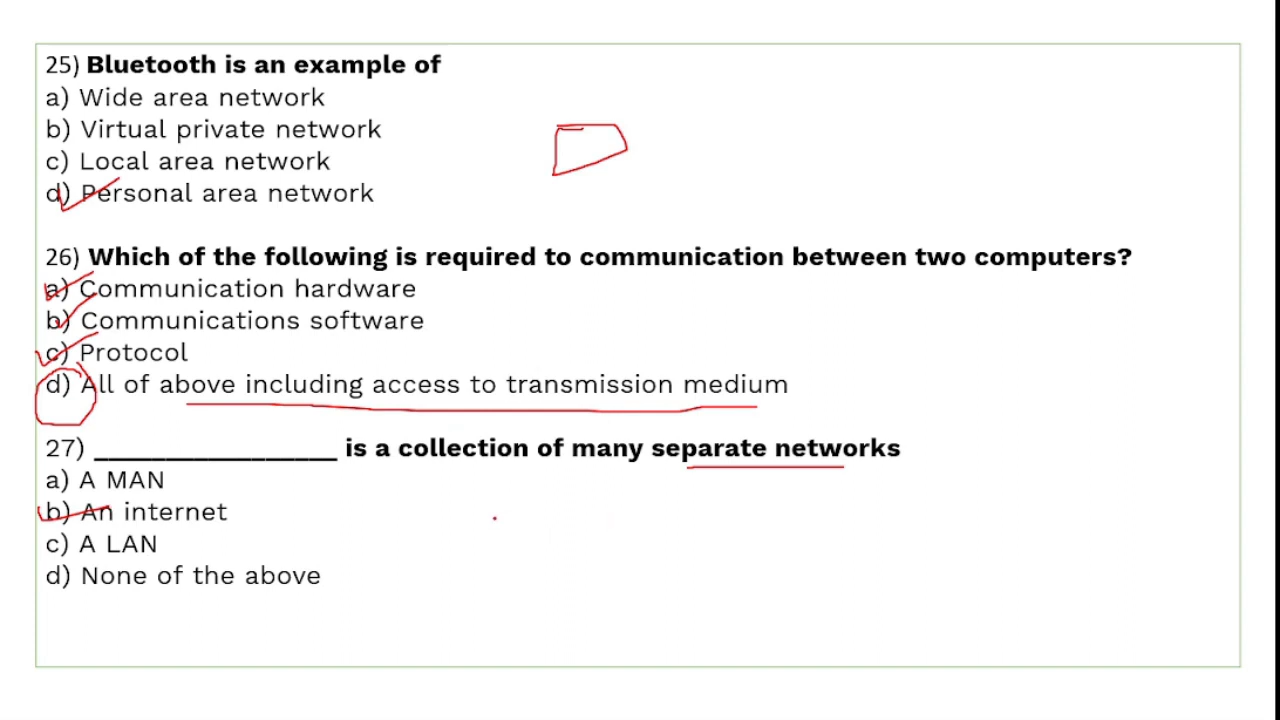 25) Bluetooth is an example of
a) Wide area network
b) Virtual private network
c) Local area network
d) Personal area network
26) Which of the following is required to communication between two computers?
a) Communication hardware
b) Communications software
c) Protocol
d) All of above including access to transmission medium
27) _________________ is a collection of many separate networks
a) A MAN
b) An internet
c) A LAN
d) None of the above